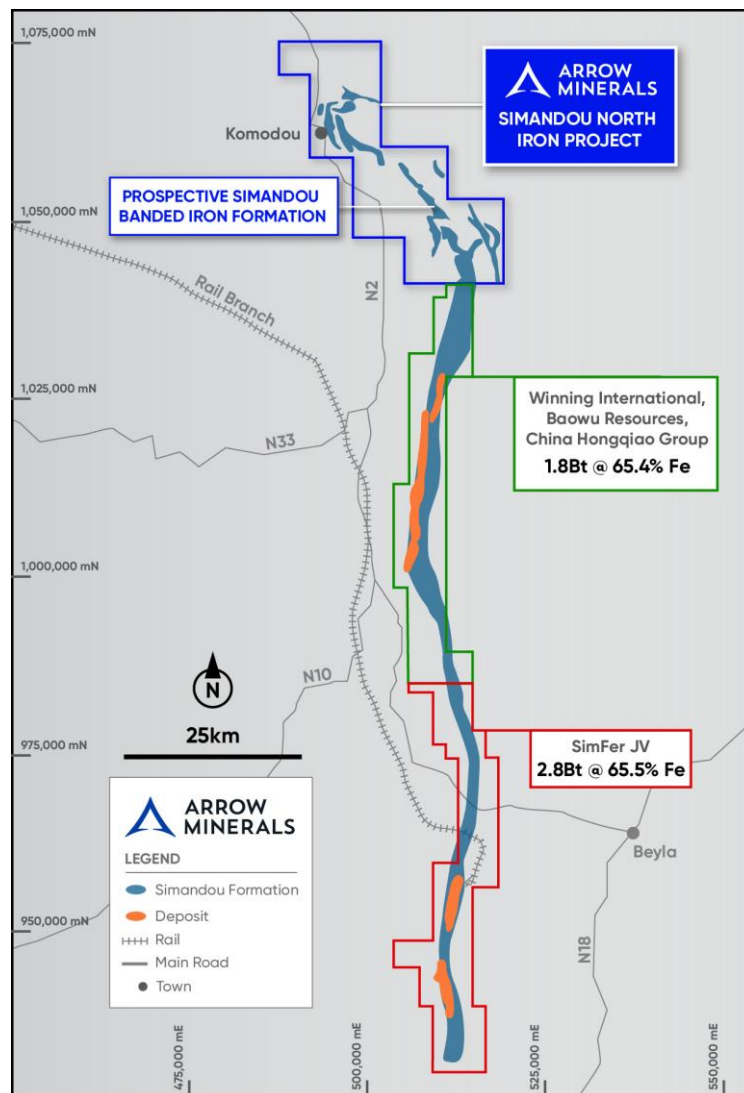 1,075,000 mN
ARROW
MINERALS
SIMANDOU NORTH
IRON PROJECT
Komodou
PROSPECTIVE SIMANDOU
BANDED IRON FORMATION
1,050,000 mN
Rail Branch
N2
1,025,000 mN
Winning International,
Baowu Resources,
China Hongqiao Group
1.8Bt @ 65.4% Fe
N33
1,000,000 mN
N
N10
25km
975,000 mN
SimFer JV
2.8Bt @ 65.5% Fe
ARROW
MINERALS
LEGEND
Simandou Formation
Deposit
Rail
Main Road
Town
Beyla
950,000 mN
N18
475,000 mE
500,000 mE
525,000 mE
550,000 mE